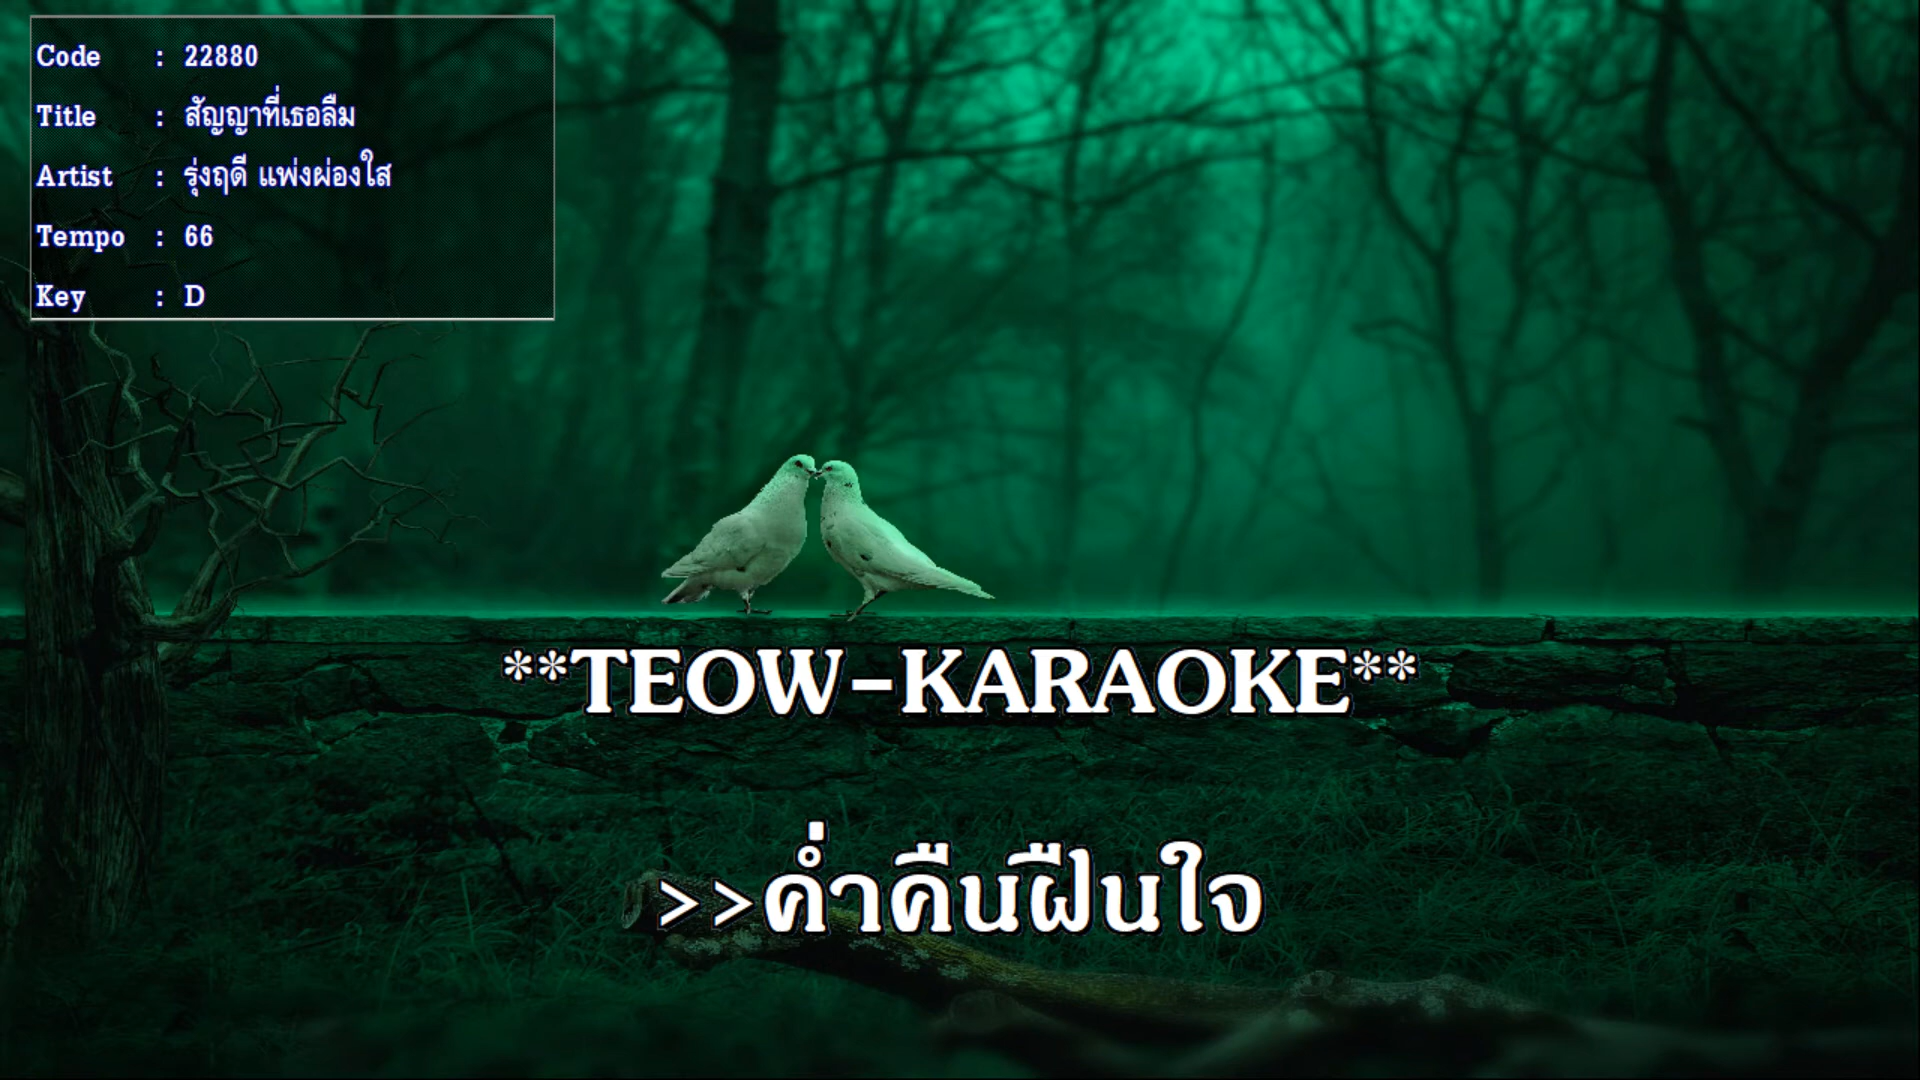 Code : 22880
Title : สัญญาที่เธอลืม
Artist : รุ่งฤดี แพ่งผ่องใส
Tempo : 66
Key : D
**TEOW-KARAOKE**
>>ค่ำคืนฝืนใจ